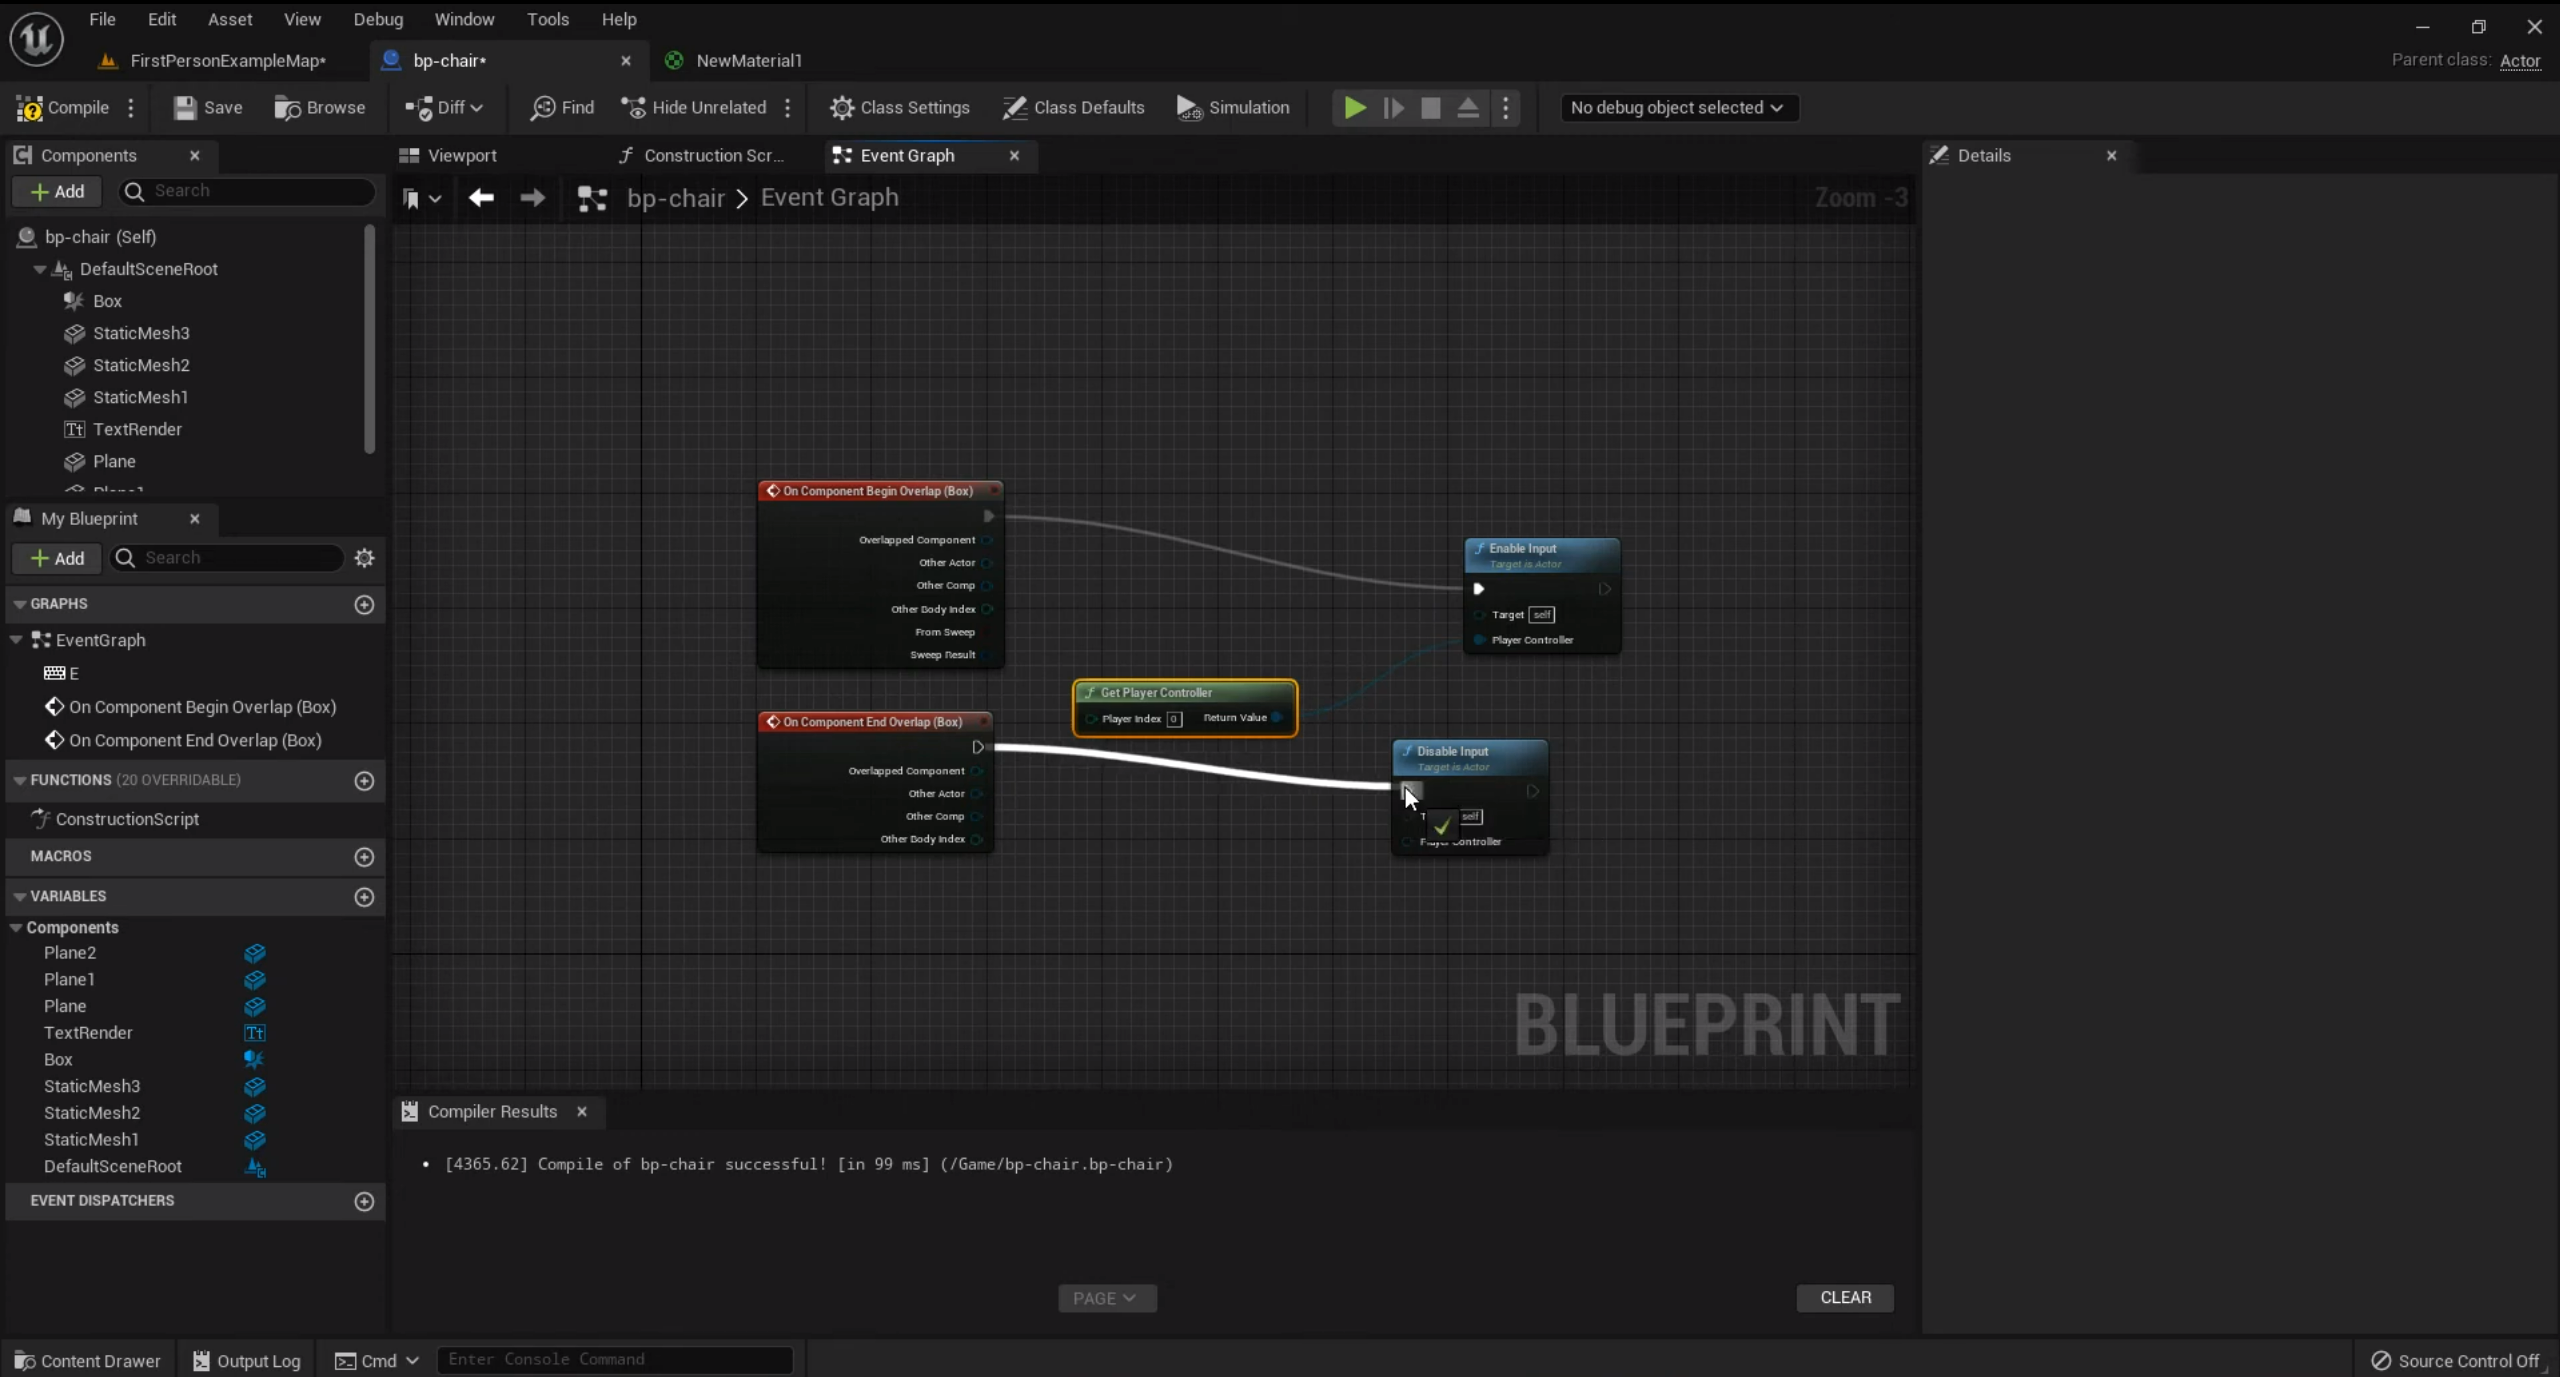 File Edit Asset View Debug Window Tools Help
FirstPersonExampleMap* bp-chair* NewMaterial1
Parent class: Actor
Compile Save Browse Diff Find Hide Unrelated Class Settings Class Defaults Simulation No debug object selected
Components Viewport Construction Scr... Event Graph Details
Add Search
bp-chair > Event Graph Zoom -3
bp-chair (Self)
DefaultSceneRoot
Box
StaticMesh3
StaticMesh2
StaticMesh1
TextRender
Plane
My Blueprint
Add Search
GRAPHS
EventGraph
E
On Component Begin Overlap (Box)
On Component End Overlap (Box)
FUNCTIONS (20 OVERRIDABLE)
ConstructionScript
MACROS
VARIABLES
Components
Plane2
Plane1
Plane
TextRender
Box
StaticMesh3
StaticMesh2
StaticMesh1
DefaultSceneRoot
EVENT DISPATCHERS
On Component Begin Overlap (Box)
Overlapped Component
Other Actor
Other Comp
Other Body Index
From Sweep
Sweep Result
Enable Input
Target is Actor
Target self
Player Controller
Get Player Controller
Player Index 0 Return Value
On Component End Overlap (Box)
Overlapped Component
Other Actor
Other Comp
Other Body Index
Disable Input
Target is Actor
self
Controller
BLUEPRINT
Compiler Results
• [4365.62] Compile of bp-chair successful! [in 99 ms] (/Game/bp-chair.bp-chair)
PAGE CLEAR
Content Drawer Output Log Cmd Enter Console Command Source Control Off